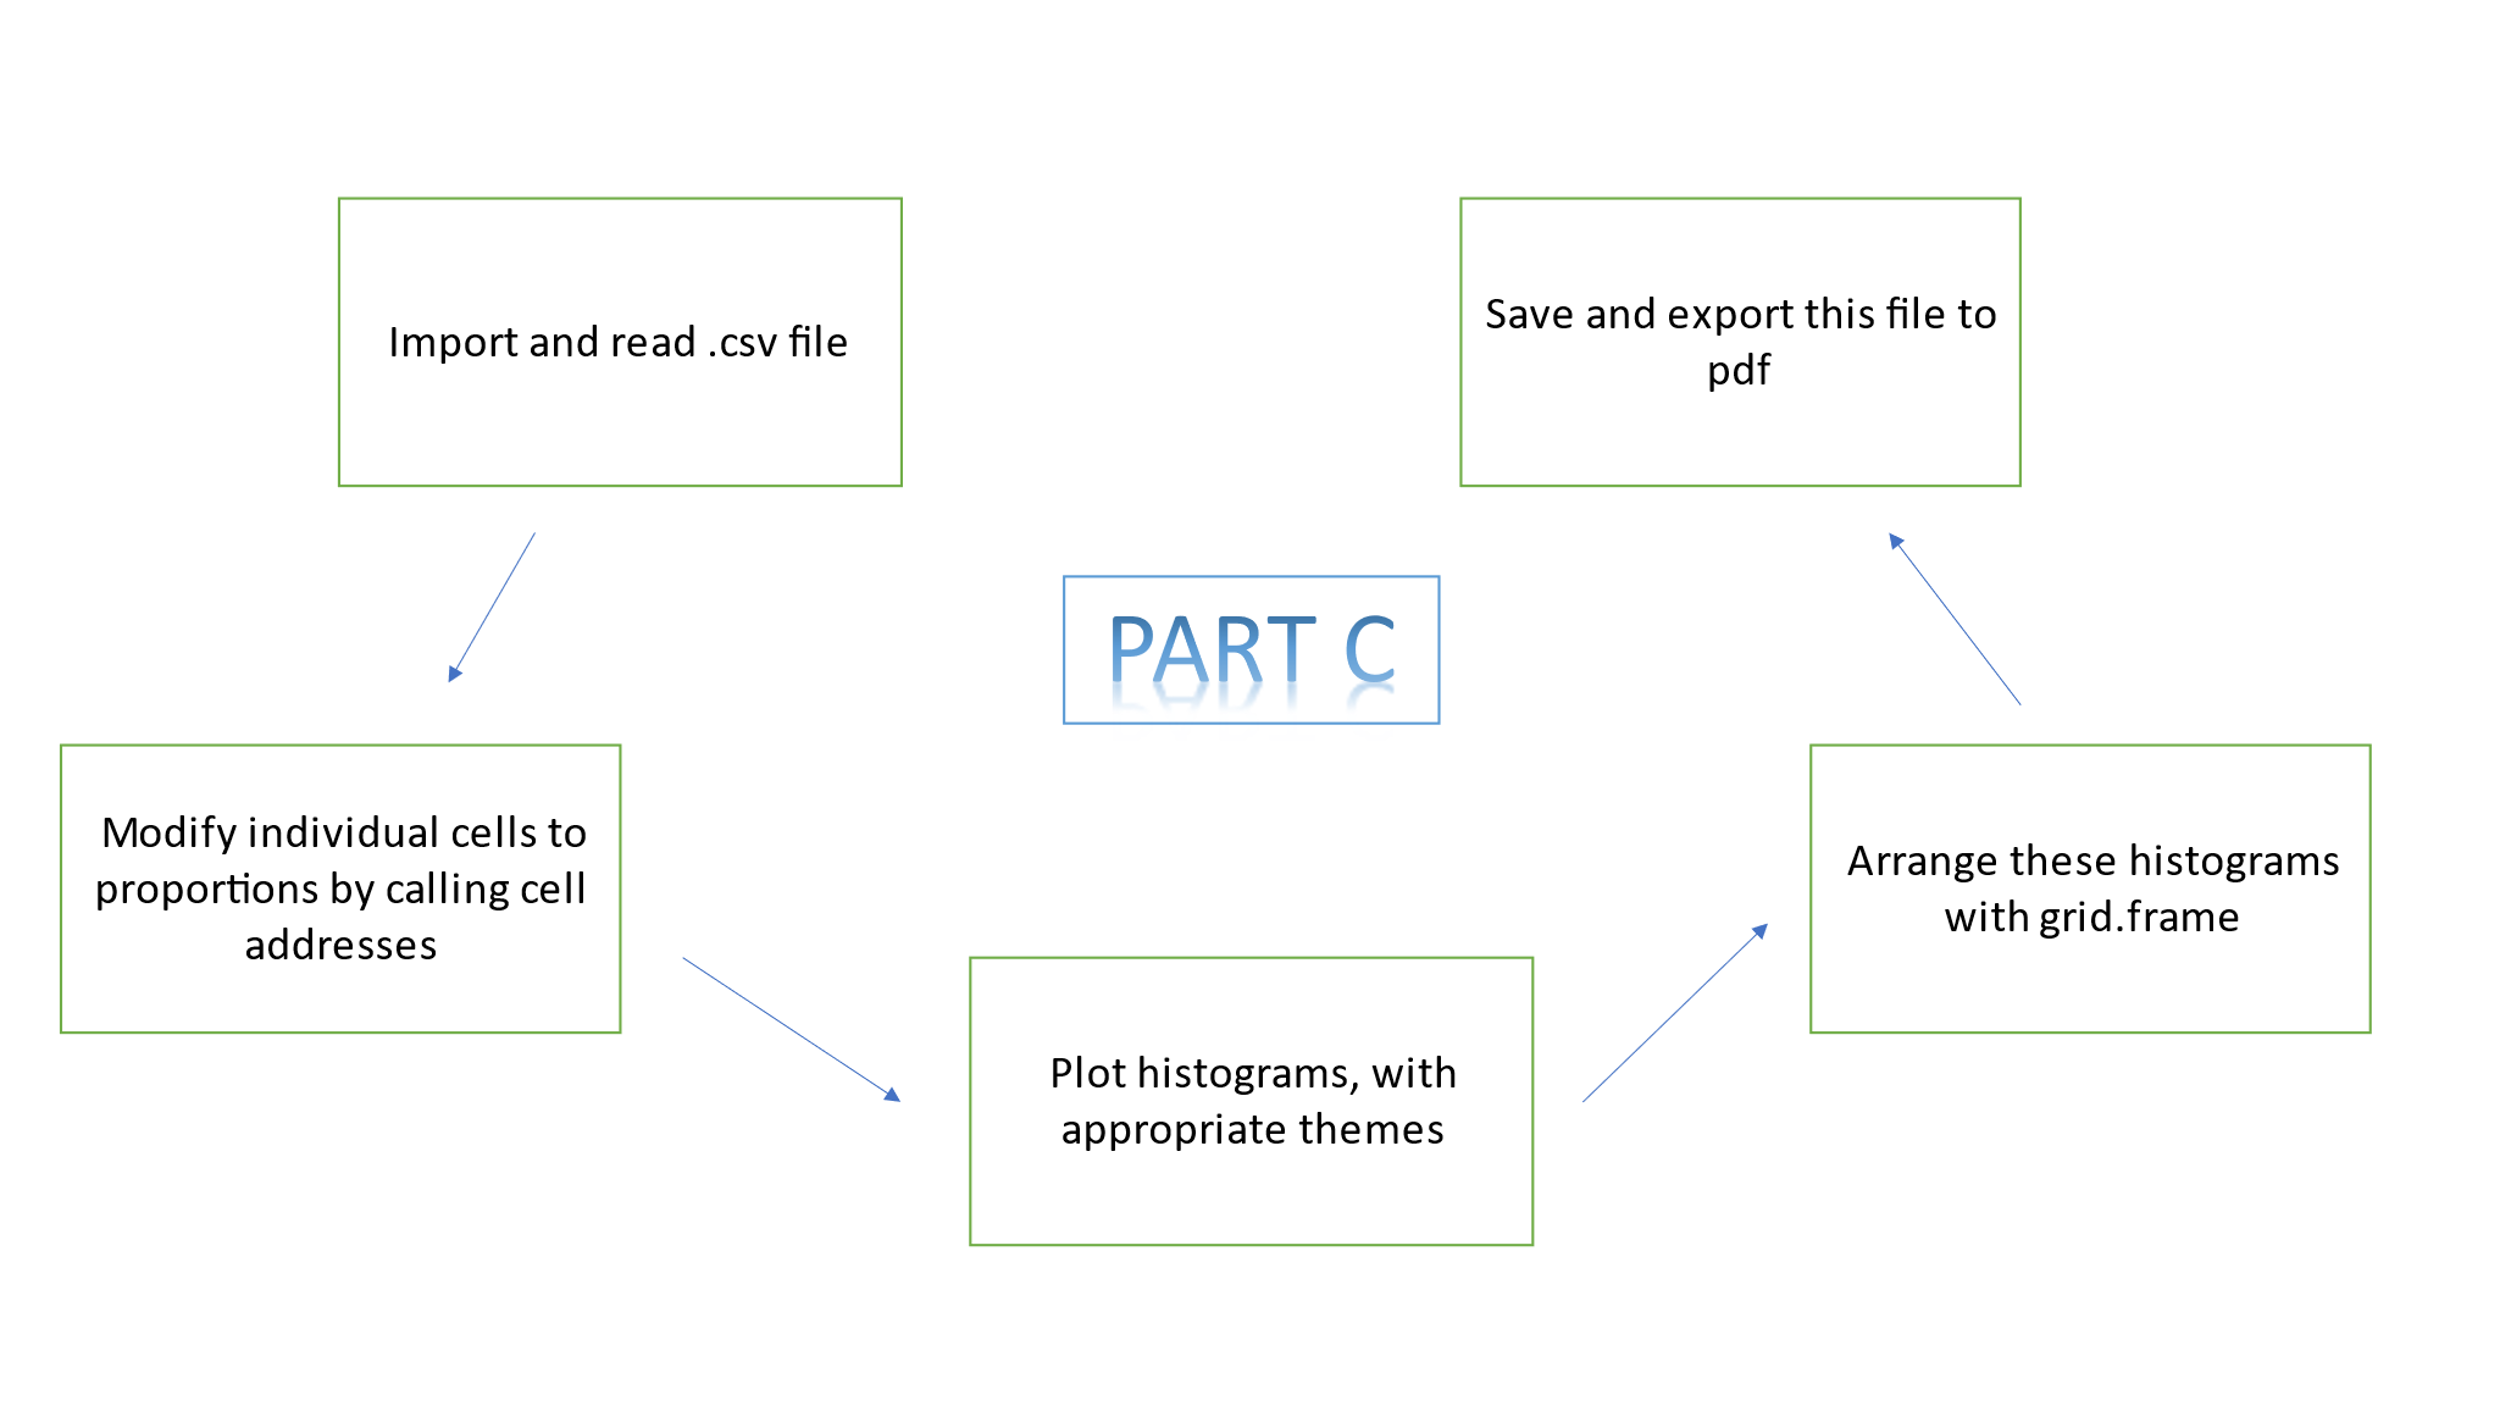 Import and read .csv file
Save and export this file to
pdf
PART C
Modify individual cells to
proportions by calling cell
addresses
Arrange these histograms
with grid.frame
Plot histograms, with
appropriate themes